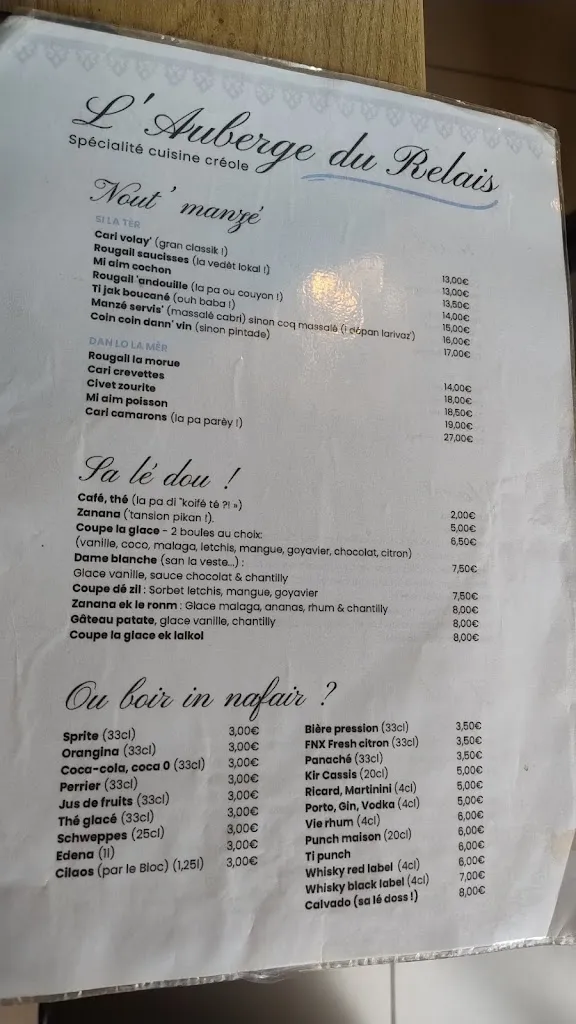 L'Auberge du Relais
Spécialité cuisine créole
Nout' manzé
SI LA TÈR
Cari volay' (gran classik !) 13,00€
Rougail saucisses (la vedèt lokal !) 13,00€
Mi aim cochon 13,50€
Rougail 'andouille (la pa ou couyon !) 14,00€
Ti jak boucané (ouh baba !) 15,00€
Manzé servis' (massalé cabri) sinon coq massalé (i dépan larivaz') 16,00€
Coin coin dann' vin (sinon pintade) 17,00€
DAN LO LA MÈR
Rougail la morue 14,00€
Cari crevettes 18,00€
Civet zourite 18,50€
Mi aim poisson 19,00€
Cari camarons (la pa parèy !) 27,00€
Sa lé dou !
Café, thé (la pa di "koifé té ?! ») 2,00€
Zanana ('tansion pikan !). 5,00€
Coupe la glace - 2 boules au choix: 6,50€
(vanille, coco, malaga, letchis, mangue, goyavier, chocolat, citron)
Dame blanche (san la veste...) : 7,50€
Glace vanille, sauce chocolat & chantilly
Coupe dé zil : Sorbet letchis, mangue, goyavier 7,50€
Zanana ek le ronm : Glace malaga, ananas, rhum & chantilly 8,00€
Gâteau patate, glace vanille, chantilly 8,00€
Coupe la glace ek lalkol 8,00€
Ou boir in nafair ?
Sprite (33cl) 3,00€
Orangina (33cl) 3,00€
Coca-cola, coca 0 (33cl) 3,00€
Perrier (33cl) 3,00€
Jus de fruits (33cl) 3,00€
Thé glacé (33cl) 3,00€
Schweppes (25cl) 3,00€
Edena (1l) 3,00€
Cilaos (par le Bloc) (1,25l) 3,00€
Bière pression (33cl) 3,50€
FNX Fresh citron (33cl) 3,50€
Panaché (33cl) 3,50€
Kir Cassis (20cl) 5,00€
Ricard, Martinini (4cl) 5,00€
Porto, Gin, Vodka (4cl) 5,00€
Vie rhum (4cl) 6,00€
Punch maison (20cl) 6,00€
Ti punch 6,00€
Whisky red label (4cl) 6,00€
Whisky black label (4cl) 7,00€
Calvado (sa lé doss !) 8,00€